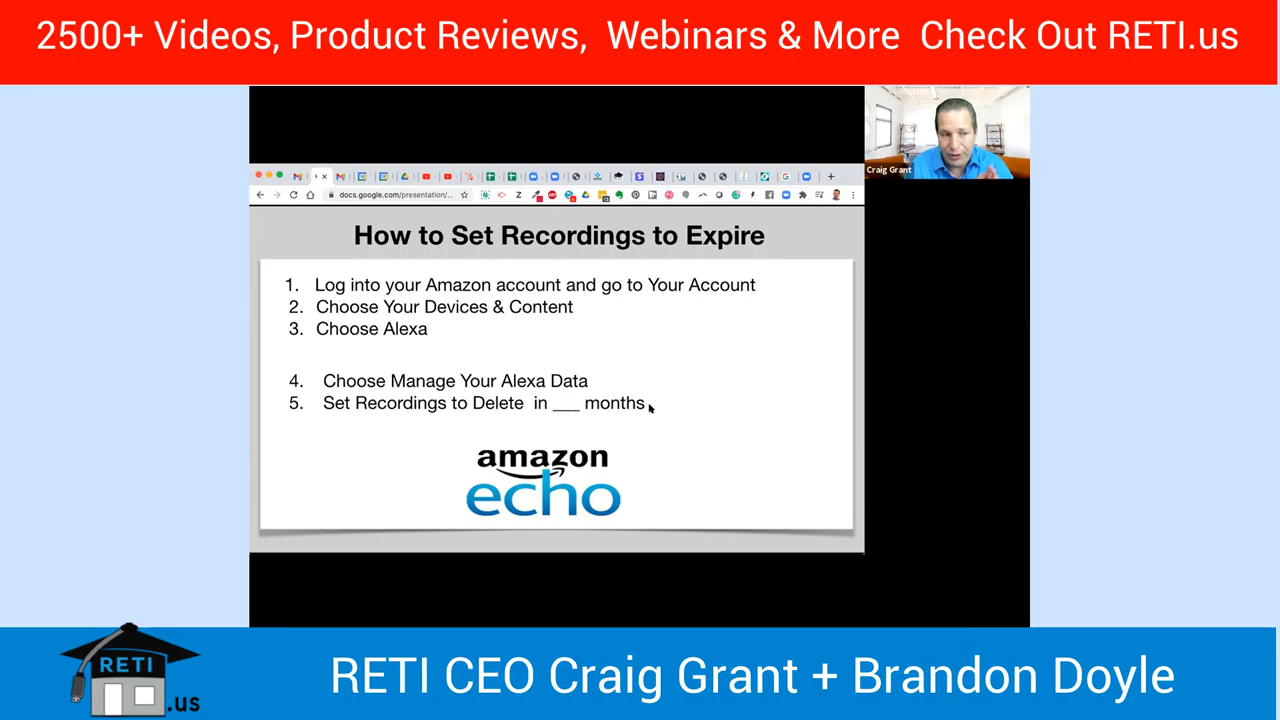 2500+ Videos, Product Reviews, Webinars & More Check Out RETI.us
Craig Grant
docs.google.com/presentation/...
How to Set Recordings to Expire
1. Log into your Amazon account and go to Your Account
2. Choose Your Devices & Content
3. Choose Alexa
4. Choose Manage Your Alexa Data
5. Set Recordings to Delete in ___ months
amazon
echo
RETI
.us
RETI CEO Craig Grant + Brandon Doyle